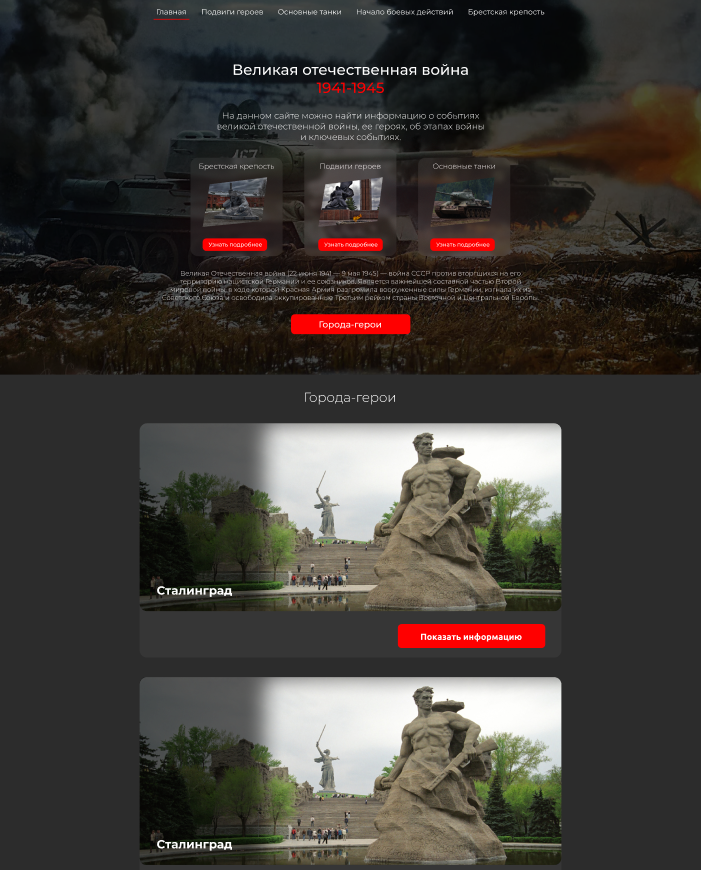 Главная Подвиги героев Основные танки Начало боевых действий Брестская крепость
Великая отечественная война
1941-1945
На данном сайте можно найти информацию о событиях
великой отечественной войны, ее героях, об этапах войны
и ключевых событиях.
Брестская крепость Подвиги героев Основные танки
Узнать подробнее Узнать подробнее Узнать подробнее
Великая Отечественная война (22 июня 1941 — 9 мая 1945) — война СССР против вторгшихся на его
территорию нацистской Германии и ее союзников. Является важнейшей составной частью Второй
мировой войны, в ходе которой Красная Армия разгромила вооруженные силы Германии, изгнала их из
Советского Союза и освободила оккупированные Третьим рейхом страны Восточной и Центральной Европы.
Города-герои
Города-герои
Сталинград
Показать информацию
Сталинград